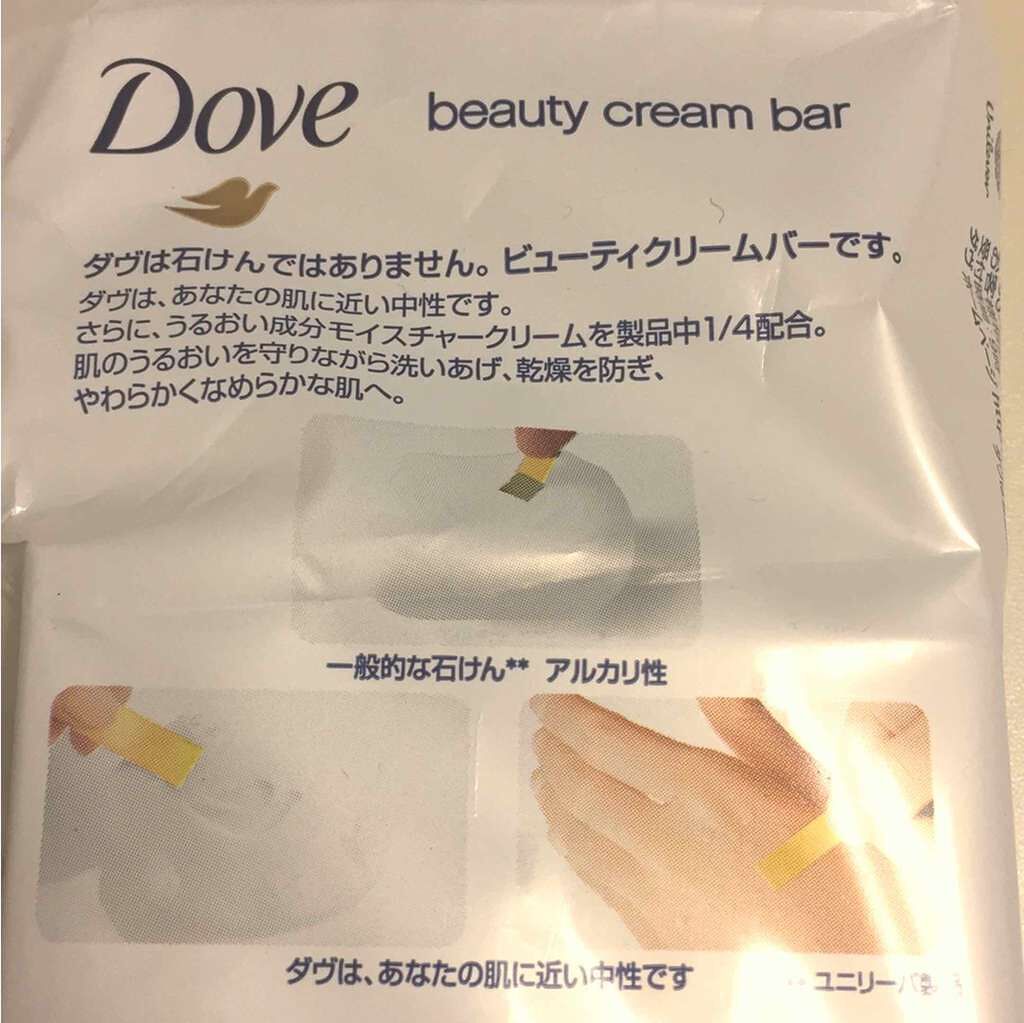 Dove beauty cream bar
ダヴは石けんではありません。ビューティクリームバーです。
ダヴは、あなたの肌に近い中性です。
さらに、うるおい成分モイスチャークリームを製品中1/4配合。
肌のうるおいを守りながら洗いあげ、乾燥を防ぎ、
やわらかくなめらかな肌へ。
一般的な石けん** アルカリ性
ダヴは、あなたの肌に近い中性です
** ユニリーバ
Unilever